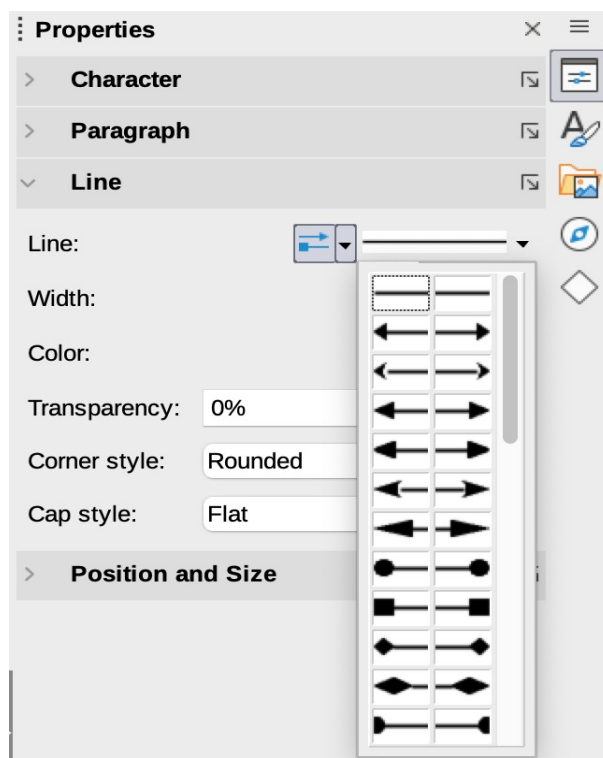 Properties
Character
Paragraph
Line
Line:
Width:
Color:
Transparency: 0%
Corner style: Rounded
Cap style: Flat
Position and Size